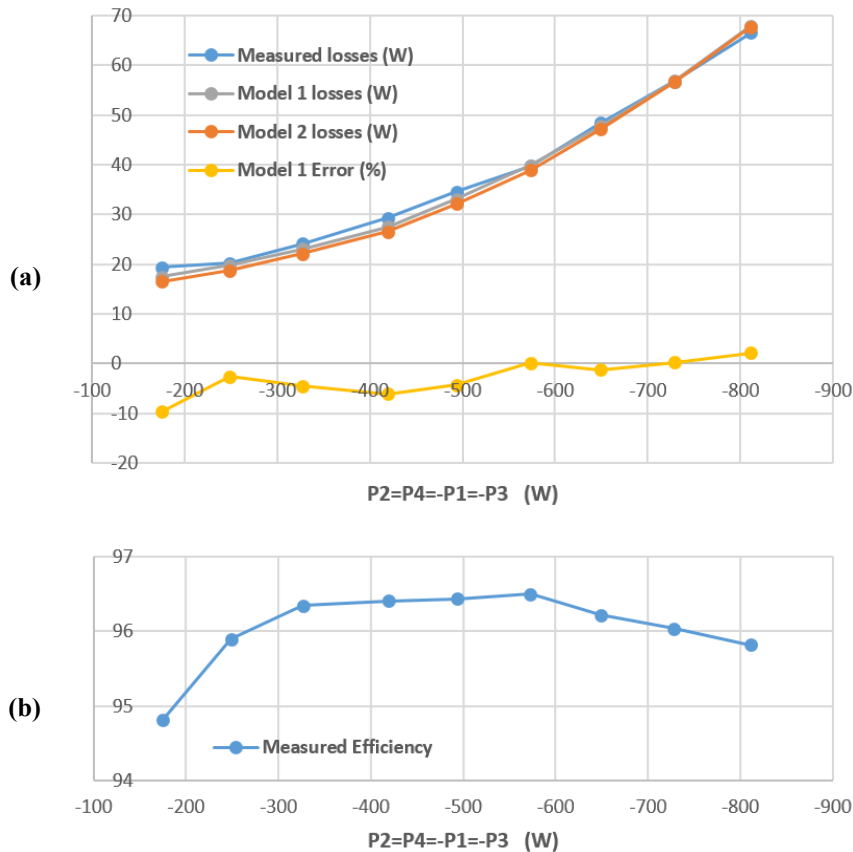 70
Measured losses (W)
60
Model 1 losses (W)
50
Model 2 losses (W)
40
Model 1 Error (%)
30
(a)
20
10
0
-100 -200 -300 -400 -500 -600 -700 -800 -900
-10
-20
P2=P4=-P1=-P3 (W)
97
96
(b)
95
Measured Efficiency
94
-100 -200 -300 -400 -500 -600 -700 -800 -900
P2=P4=-P1=-P3 (W)